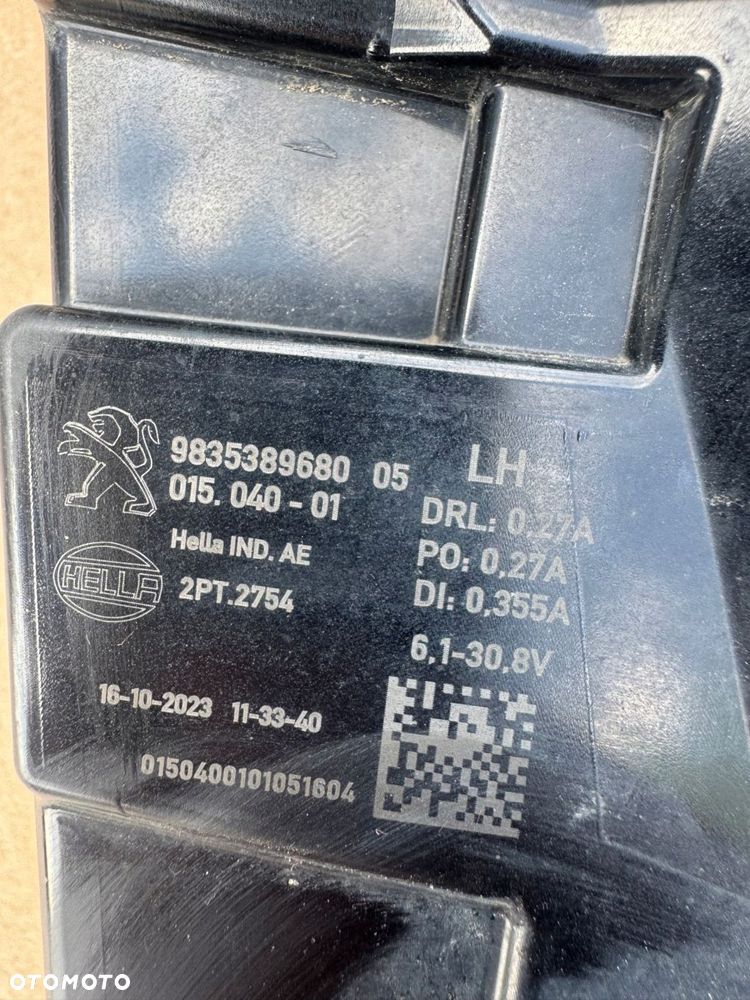 9835389680 05
015. 040 - 01
Hella IND. AE
HELLA
2PT.2754
LH
DRL: 0,27A
PO: 0,27A
DI: 0,355A
6,1-30,8V
16-10-2023 11-33-40
0150400101051604
OTOMOTO